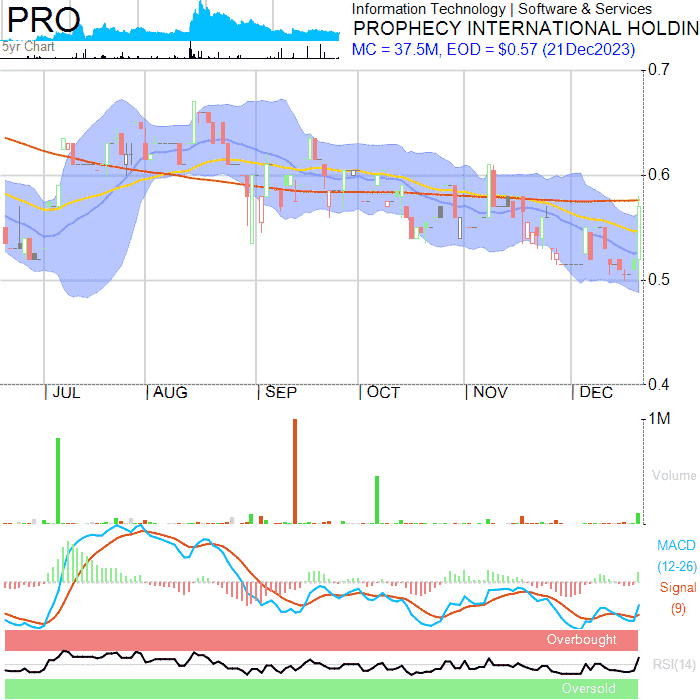 PRO
5yr Chart
Information Technology | Software & Services
PROPHECY INTERNATIONAL HOLDIN
MC = 37.5M, EOD = $0.57 (21Dec2023)
0.7
0.6
0.5
0.4
JUL AUG SEP OCT NOV DEC
1M
Volume
MACD
(12-26)
Signal
(9)
Overbought
RSI(14)
Oversold